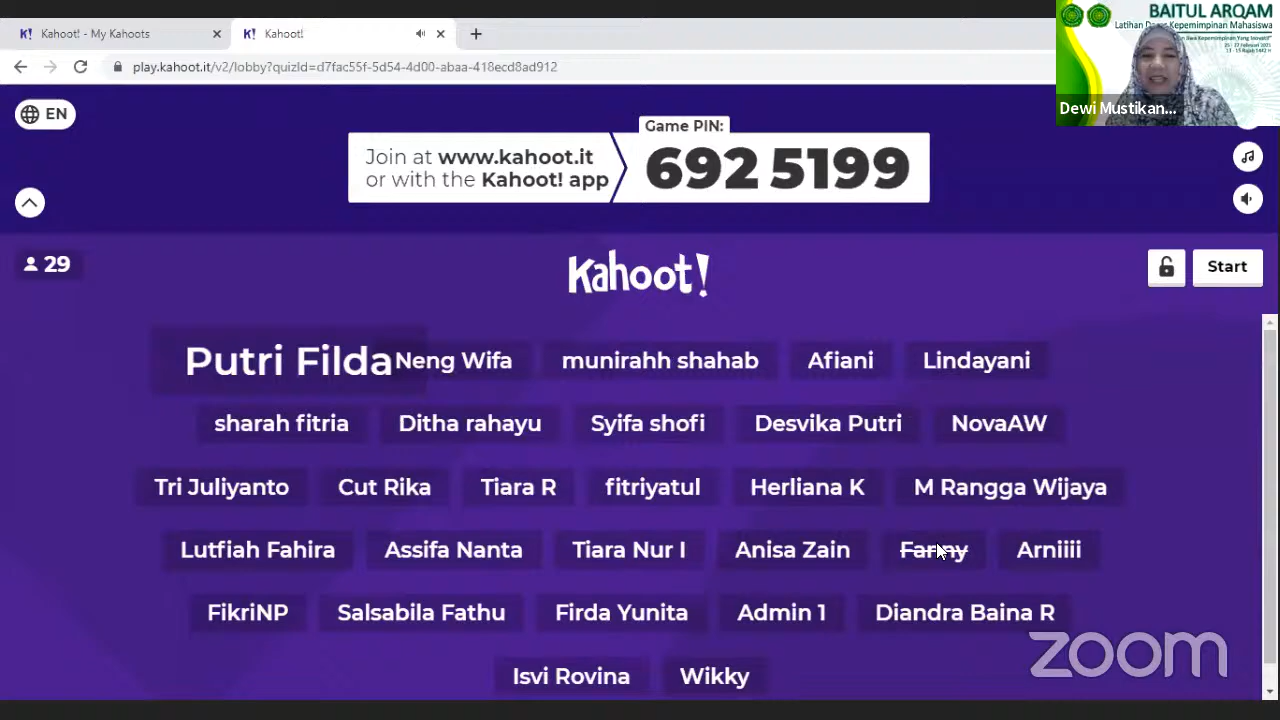 Kahoot! - My Kahoots
Kahoot!
play.kahoot.it/v2/lobby?quizId=d7fac55f-5d54-4d00-abaa-418ecd8ad912
BAITUL ARQAM
Latihan Kepemimpinan Mahasiswa
Dewi Mustikan...
EN
Game PIN:
Join at www.kahoot.it
or with the Kahoot! app
692 5199
29
Kahoot!
Start
Putri Filda Neng Wifa munirahh shahab Afiani Lindayani
sharah fitria Ditha rahayu Syifa shofi Desvika Putri NovaAW
Tri Juliyanto Cut Rika Tiara R fitriyatul Herliana K M Rangga Wijaya
Lutfiah Fahira Assifa Nanta Tiara Nur I Anisa Zain Arniiii
FikriNP Salsabila Fathu Firda Yunita Admin 1 Diandra Baina R
Isvi Rovina Wikky
zoom